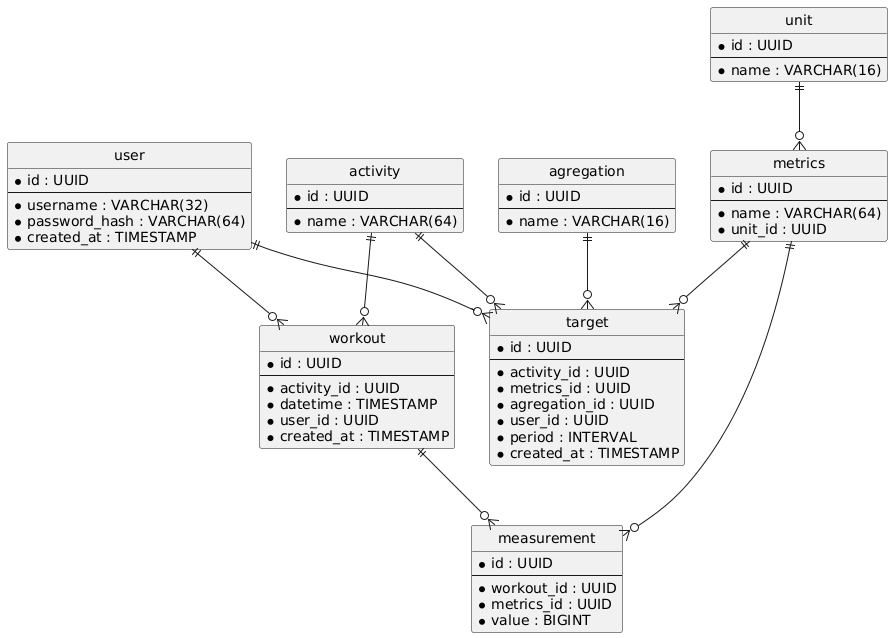 unit
id : UUID
name : VARCHAR(16)
user
id : UUID
username : VARCHAR(32)
password_hash : VARCHAR(64)
created_at : TIMESTAMP
activity
id : UUID
name : VARCHAR(64)
agregation
id : UUID
name : VARCHAR(16)
metrics
id : UUID
name : VARCHAR(64)
unit_id : UUID
workout
id : UUID
activity_id : UUID
datetime : TIMESTAMP
user_id : UUID
created_at : TIMESTAMP
target
id : UUID
activity_id : UUID
metrics_id : UUID
agregation_id : UUID
user_id : UUID
period : INTERVAL
created_at : TIMESTAMP
measurement
id : UUID
workout_id : UUID
metrics_id : UUID
value : BIGINT